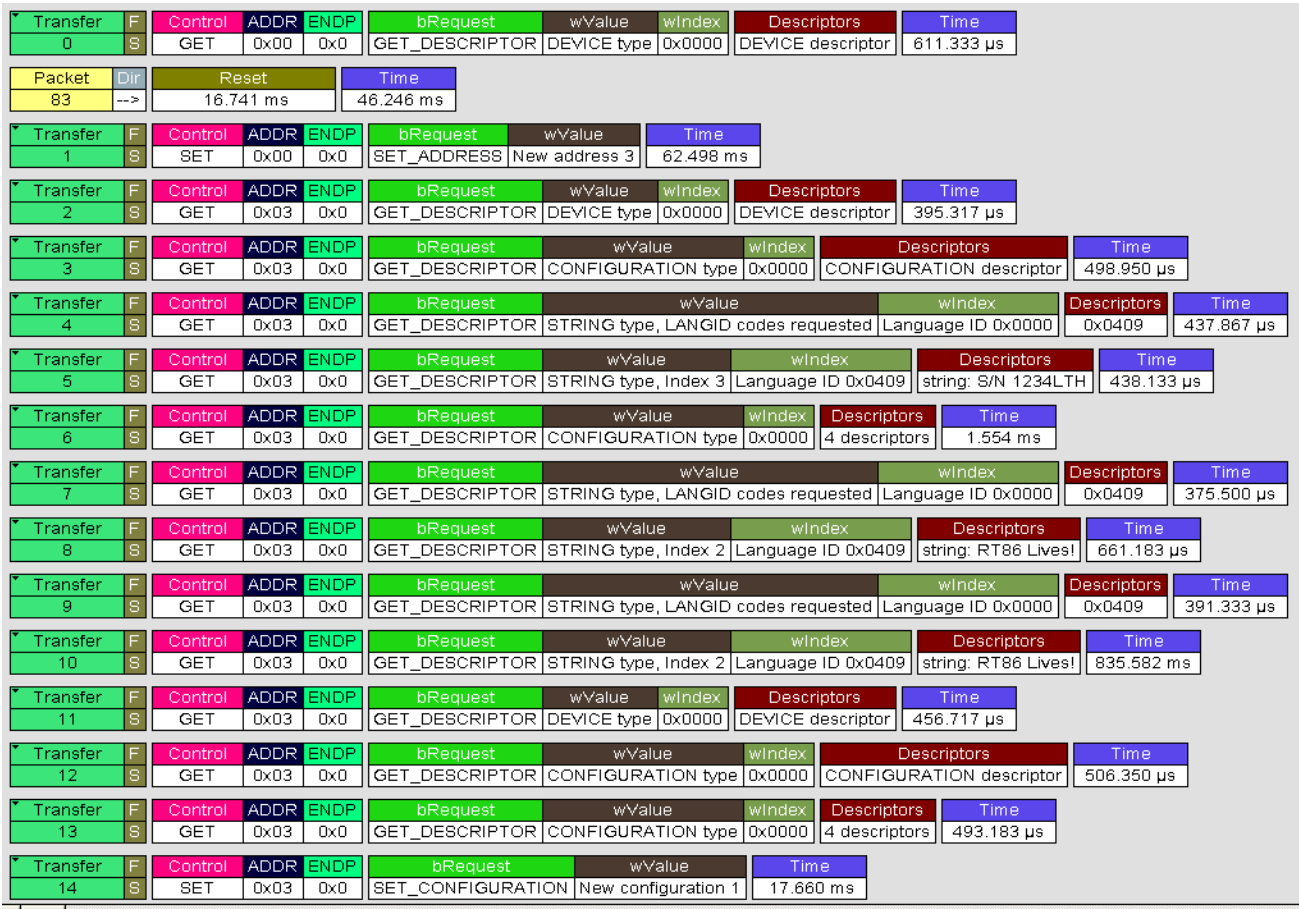 Transfer F Control ADDR ENDP bRequest wValue wIndex Descriptors Time
0 S GET 0x00 0x0 GET_DESCRIPTOR DEVICE type 0x0000 DEVICE descriptor 611.333 µs
Packet Dir Reset Time
83 --> 16.741 ms 46.246 ms
Transfer F Control ADDR ENDP bRequest wValue Time
1 S SET 0x00 0x0 SET_ADDRESS New address 3 62.498 ms
Transfer F Control ADDR ENDP bRequest wValue wIndex Descriptors Time
2 S GET 0x03 0x0 GET_DESCRIPTOR DEVICE type 0x0000 DEVICE descriptor 395.317 µs
Transfer F Control ADDR ENDP bRequest wValue wIndex Descriptors Time
3 S GET 0x03 0x0 GET_DESCRIPTOR CONFIGURATION type 0x0000 CONFIGURATION descriptor 498.950 µs
Transfer F Control ADDR ENDP bRequest wValue wIndex Descriptors Time
4 S GET 0x03 0x0 GET_DESCRIPTOR STRING type, LANGID codes requested Language ID 0x0000 0x0409 437.867 µs
Transfer F Control ADDR ENDP bRequest wValue wIndex Descriptors Time
5 S GET 0x03 0x0 GET_DESCRIPTOR STRING type, Index 3 Language ID 0x0409 string: S/N 1234LTH 438.133 µs
Transfer F Control ADDR ENDP bRequest wValue wIndex Descriptors Time
6 S GET 0x03 0x0 GET_DESCRIPTOR CONFIGURATION type 0x0000 4 descriptors 1.554 ms
Transfer F Control ADDR ENDP bRequest wValue wIndex Descriptors Time
7 S GET 0x03 0x0 GET_DESCRIPTOR STRING type, LANGID codes requested Language ID 0x0000 0x0409 375.500 µs
Transfer F Control ADDR ENDP bRequest wValue wIndex Descriptors Time
8 S GET 0x03 0x0 GET_DESCRIPTOR STRING type, Index 2 Language ID 0x0409 string: RT86 Lives! 661.183 µs
Transfer F Control ADDR ENDP bRequest wValue wIndex Descriptors Time
9 S GET 0x03 0x0 GET_DESCRIPTOR STRING type, LANGID codes requested Language ID 0x0000 0x0409 391.333 µs
Transfer F Control ADDR ENDP bRequest wValue wIndex Descriptors Time
10 S GET 0x03 0x0 GET_DESCRIPTOR STRING type, Index 2 Language ID 0x0409 string: RT86 Lives! 835.582 ms
Transfer F Control ADDR ENDP bRequest wValue wIndex Descriptors Time
11 S GET 0x03 0x0 GET_DESCRIPTOR DEVICE type 0x0000 DEVICE descriptor 456.717 µs
Transfer F Control ADDR ENDP bRequest wValue wIndex Descriptors Time
12 S GET 0x03 0x0 GET_DESCRIPTOR CONFIGURATION type 0x0000 CONFIGURATION descriptor 506.350 µs
Transfer F Control ADDR ENDP bRequest wValue wIndex Descriptors Time
13 S GET 0x03 0x0 GET_DESCRIPTOR CONFIGURATION type 0x0000 4 descriptors 493.183 µs
Transfer F Control ADDR ENDP bRequest wValue Time
14 S SET 0x03 0x0 SET_CONFIGURATION New configuration 1 17.660 ms